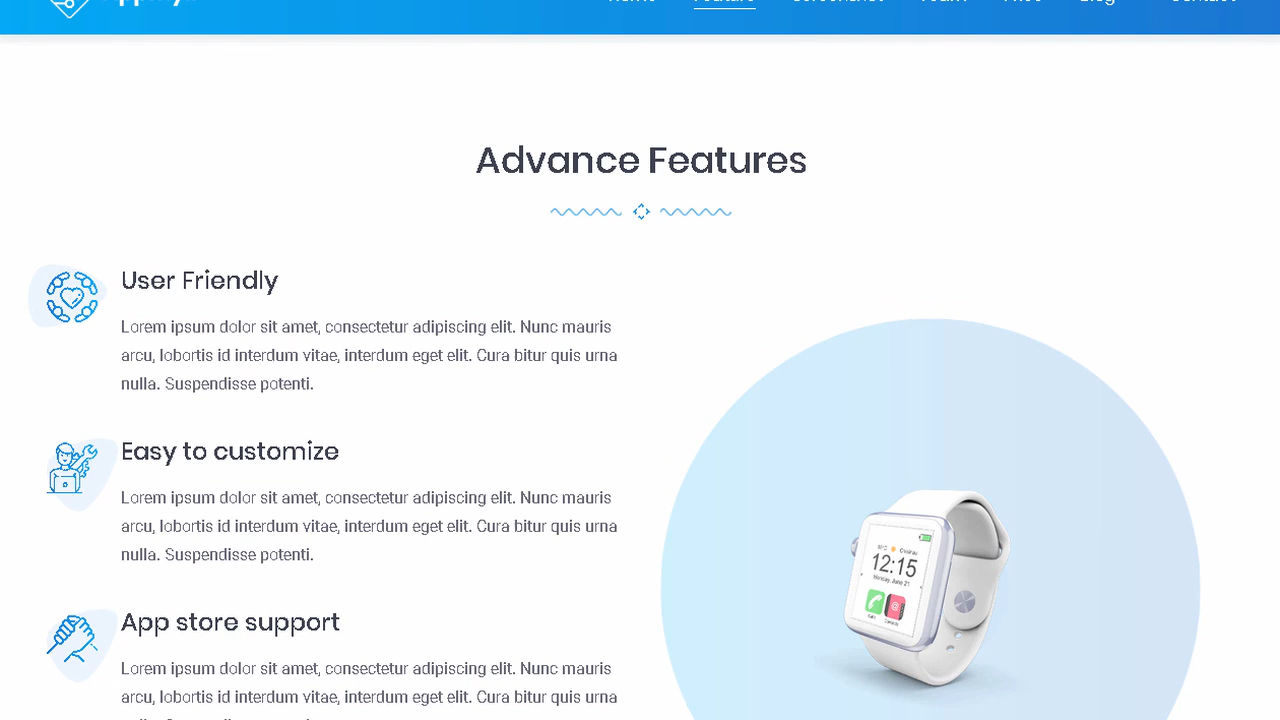 Feature
Advance Features
User Friendly
Lorem ipsum dolor sit amet, consectetur adipiscing elit. Nunc mauris
arcu, lobortis id interdum vitae, interdum eget elit. Cura bitur quis urna
nulla. Suspendisse potenti.
Easy to customize
Lorem ipsum dolor sit amet, consectetur adipiscing elit. Nunc mauris
arcu, lobortis id interdum vitae, interdum eget elit. Cura bitur quis urna
nulla. Suspendisse potenti.
12:15
Monday, June 21
App store support
Lorem ipsum dolor sit amet, consectetur adipiscing elit. Nunc mauris
arcu, lobortis id interdum vitae, interdum eget elit. Cura bitur quis urna